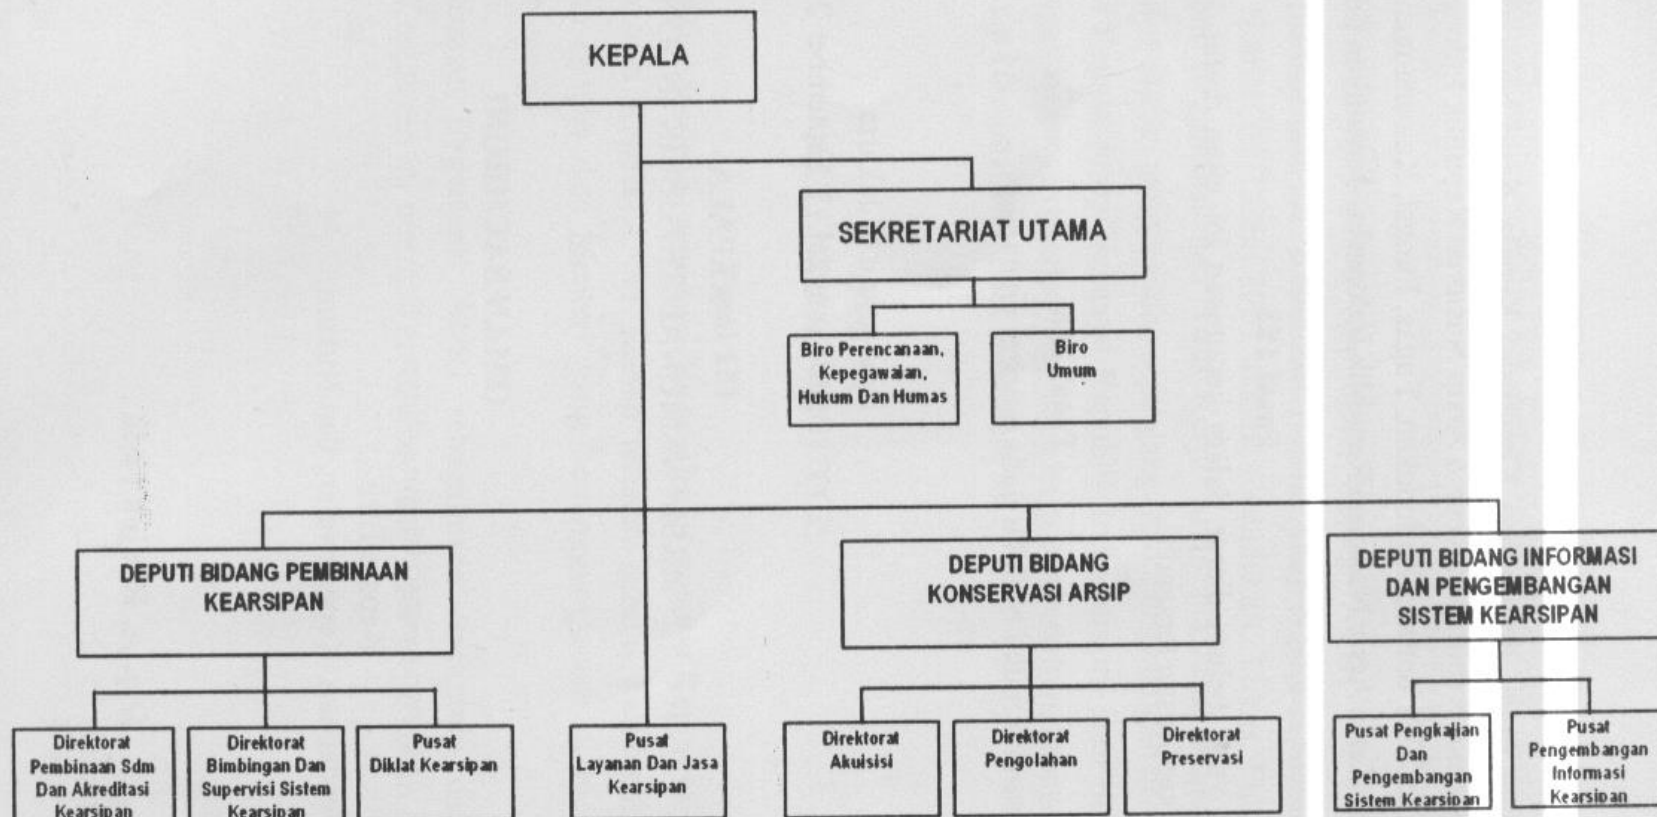 KEPALA
SEKRETARIAT UTAMA
Biro Perencanaan,
Kepegawaian,
Hukum Dan Humas
Biro
Umum
DEPUTI BIDANG PEMBINAAN
KEARSIPAN
DEPUTI BIDANG
KONSERVASI ARSIP
DEPUTI BIDANG INFORMASI
DAN PENGEMBANGAN
SISTEM KEARSIPAN
Direktorat
Pembinaan Sdm
Dan Akreditasi
Kearsipan
Direktorat
Bimbingan Dan
Supervisi Sistem
Kearsipan
Pusat
Diklat Kearsipan
Pusat
Layanan Dan Jasa
Kearsipan
Direktorat
Akuisisi
Direktorat
Pengolahan
Direktorat
Preservasi
Pusat Pengkajian
Dan
Pengembangan
Sistem Kearsipan
Pusat
Pengembangan
Informasi
Kearsipan